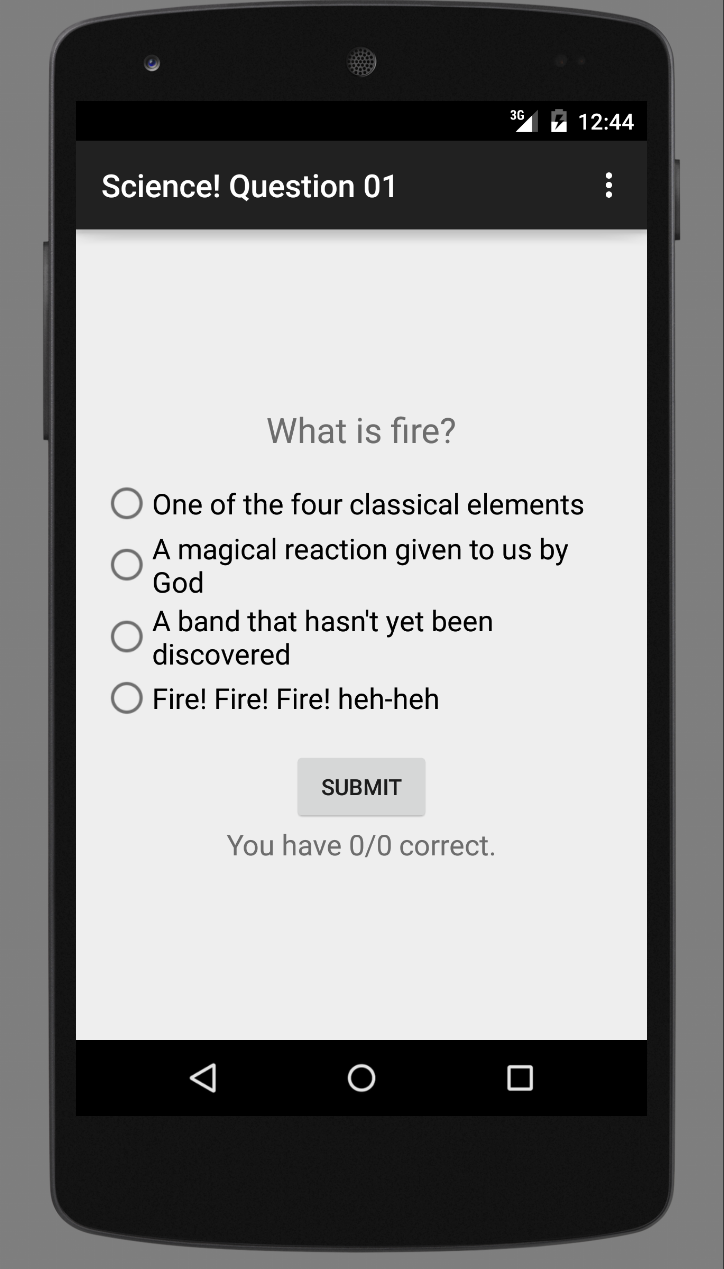 3G 12:44
Science! Question 01
What is fire?
One of the four classical elements
A magical reaction given to us by
God
A band that hasn't yet been
discovered
Fire! Fire! Fire! heh-heh
SUBMIT
You have 0/0 correct.